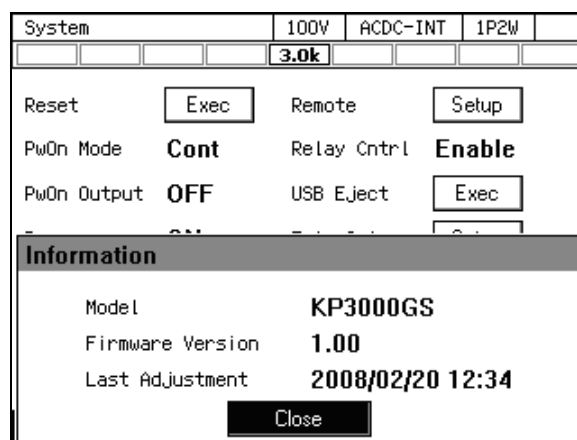 System 100V ACDC-INT 1P2W
3.0k
Reset Exec Remote Setup
PwOn Mode Cont Relay Cntrl Enable
PwOn Output OFF USB Eject Exec
Information
Model KP3000GS
Firmware Version 1.00
Last Adjustment 2008/02/20 12:34
Close